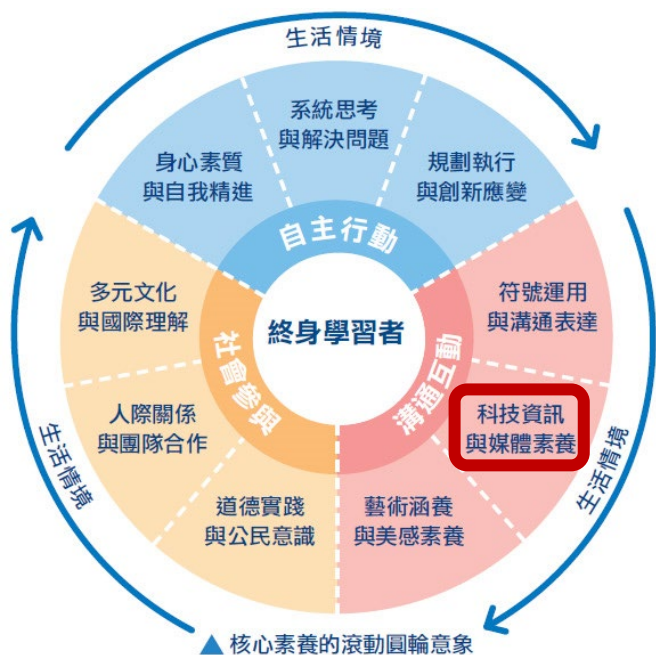 生活情境
系統思考
與解決問題
身心素質
與自我精進
規劃執行
與創新應變
自主行動
多元文化
與國際理解
符號運用
與溝通表達
終身學習者
社會參與
溝通互動
人際關係
與團隊合作
科技資訊
與媒體素養
生活情境
生活情境
道德實踐
與公民意識
藝術涵養
與美感素養
▲ 核心素養的滾動圓輪意象